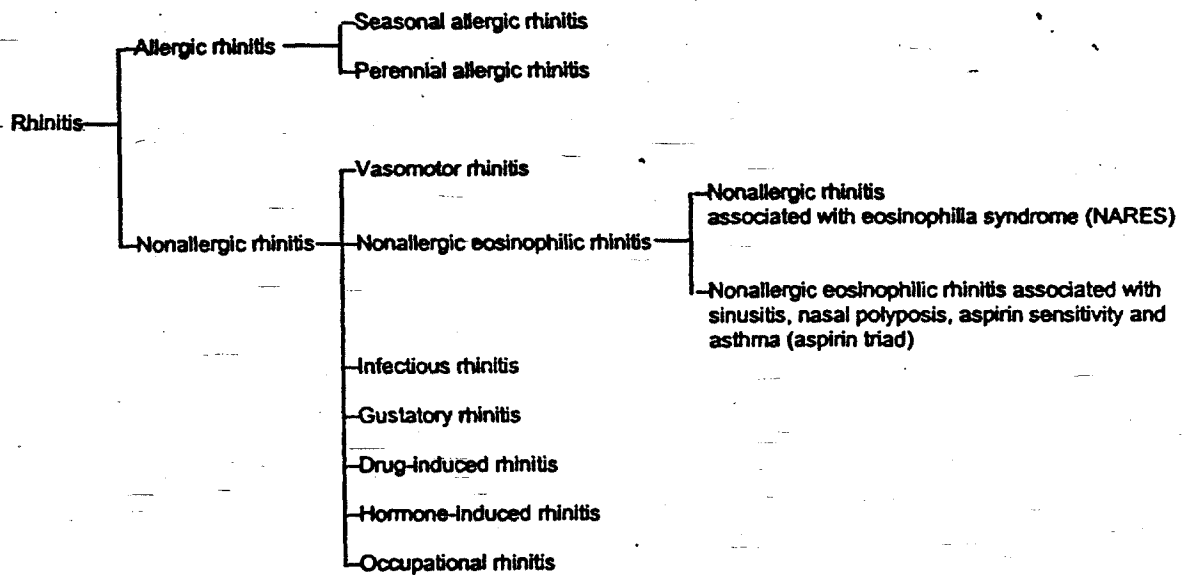 Seasonal allergic rhinitis
Allergic rhinitis
Perennial allergic rhinitis
Rhinitis
Vasomotor rhinitis
Nonallergic rhinitis
associated with eosinophilia syndrome (NARES)
Nonallergic rhinitis
Nonallergic eosinophilic rhinitis
Nonallergic eosinophilic rhinitis associated with
sinusitis, nasal polyposis, aspirin sensitivity and
asthma (aspirin triad)
Infectious rhinitis
Gustatory rhinitis
Drug-induced rhinitis
Hormone-induced rhinitis
Occupational rhinitis